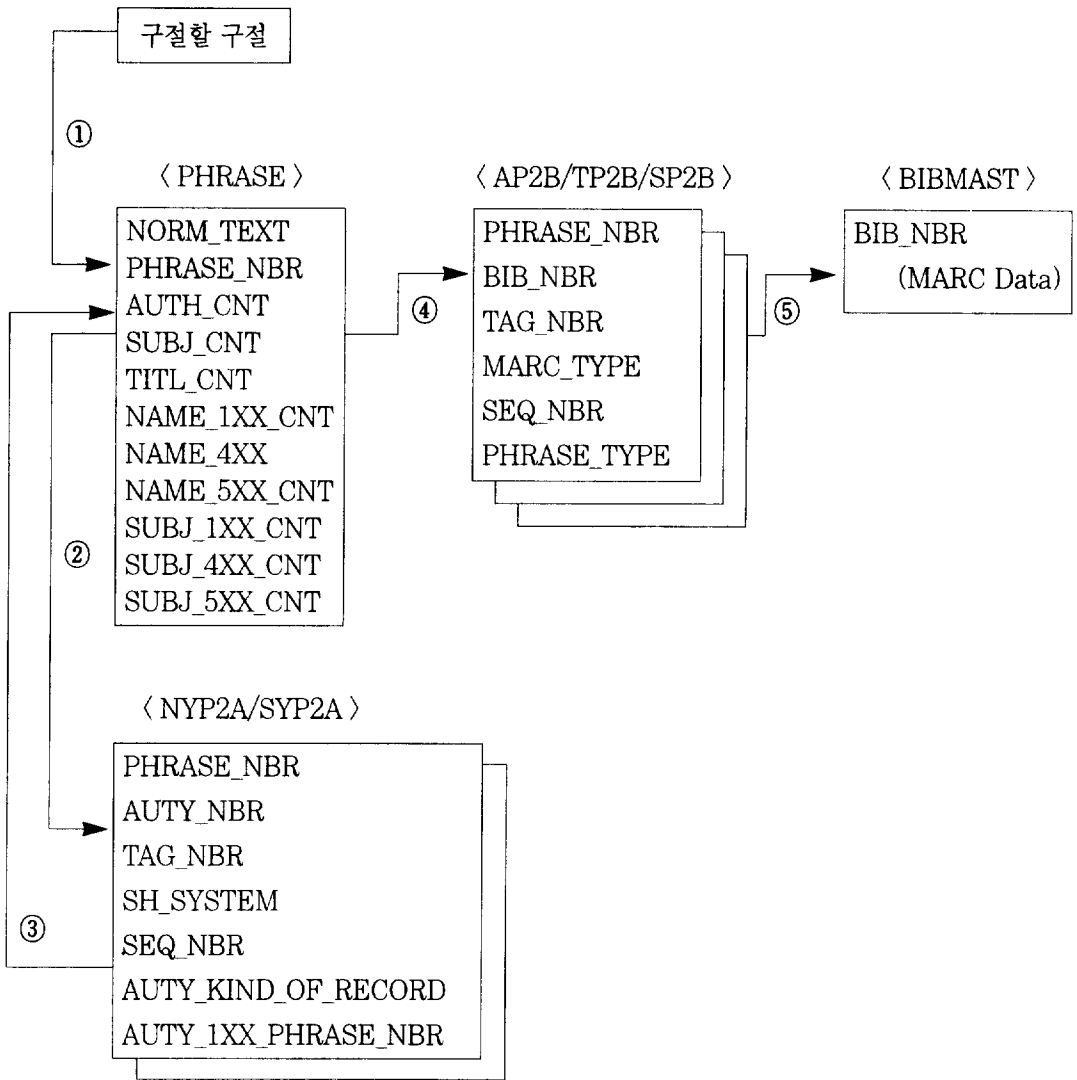 구절할 구절
①
〈 PHRASE 〉
NORM_TEXT
PHRASE_NBR
AUTH_CNT
SUBJ_CNT
TITL_CNT
NAME_1XX_CNT
NAME_4XX
NAME_5XX_CNT
SUBJ_1XX_CNT
SUBJ_4XX_CNT
SUBJ_5XX_CNT
④
〈 AP2B/TP2B/SP2B 〉
PHRASE_NBR
BIB_NBR
TAG_NBR
MARC_TYPE
SEQ_NBR
PHRASE_TYPE
⑤
〈 BIBMAST 〉
BIB_NBR
(MARC Data)
②
③
〈 NYP2A/SYP2A 〉
PHRASE_NBR
AUTY_NBR
TAG_NBR
SH_SYSTEM
SEQ_NBR
AUTY_KIND_OF_RECORD
AUTY_1XX_PHRASE_NBR